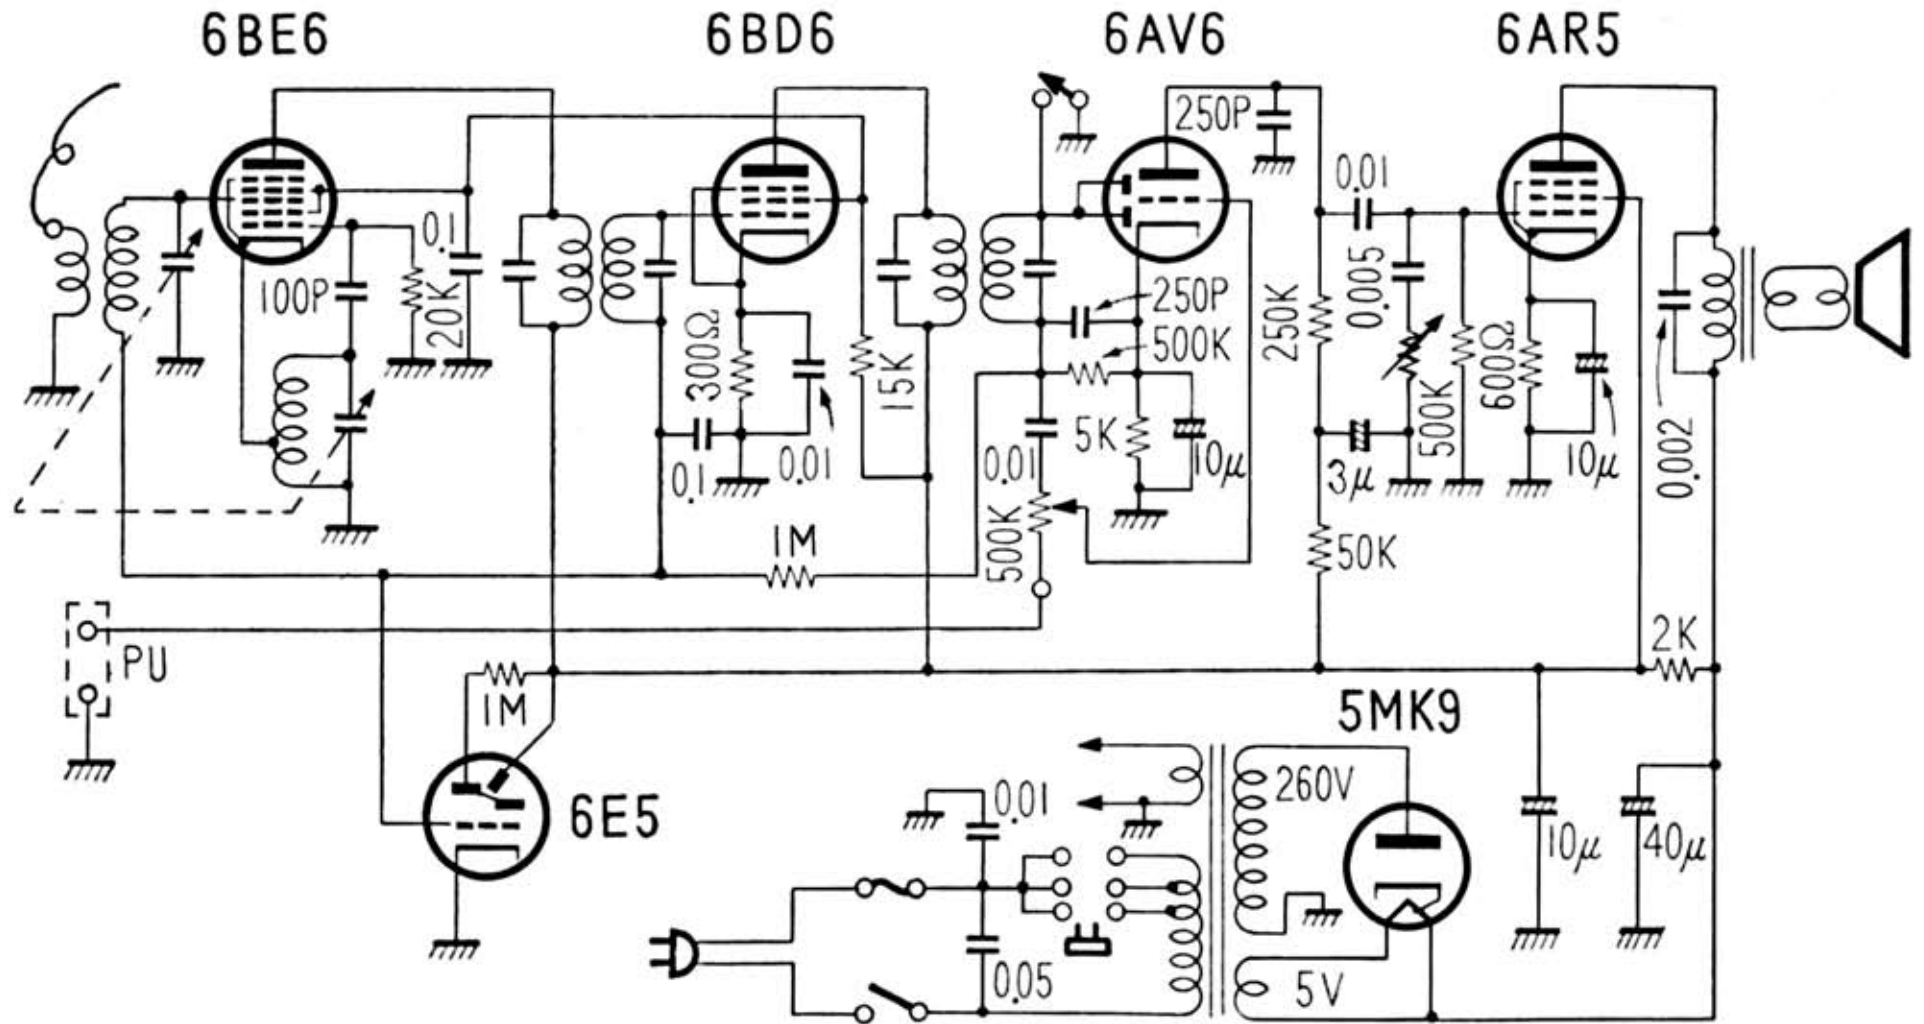 6BE6
6BD6
6AV6
6AR5
250P
0.01
0.1
100P
20K
300Ω
15K
250P
500K
250K
0.005
500K
600Ω
5K
10μ
0.1
0.01
0.01
500K
3μ
10μ
0.002
1M
50K
PU
1M
2K
5MK9
6E5
0.01
260V
10μ
40μ
0.05
5V